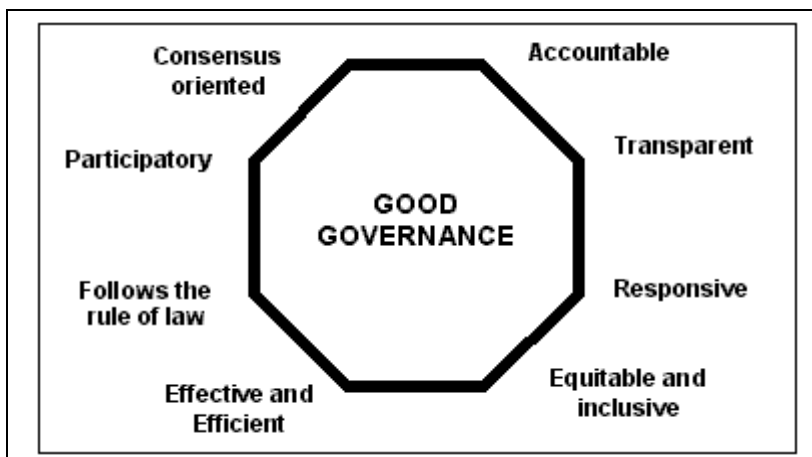 Consensus
oriented
Accountable
Participatory
Transparent
GOOD
GOVERNANCE
Follows the
rule of law
Responsive
Effective and
Efficient
Equitable and
inclusive